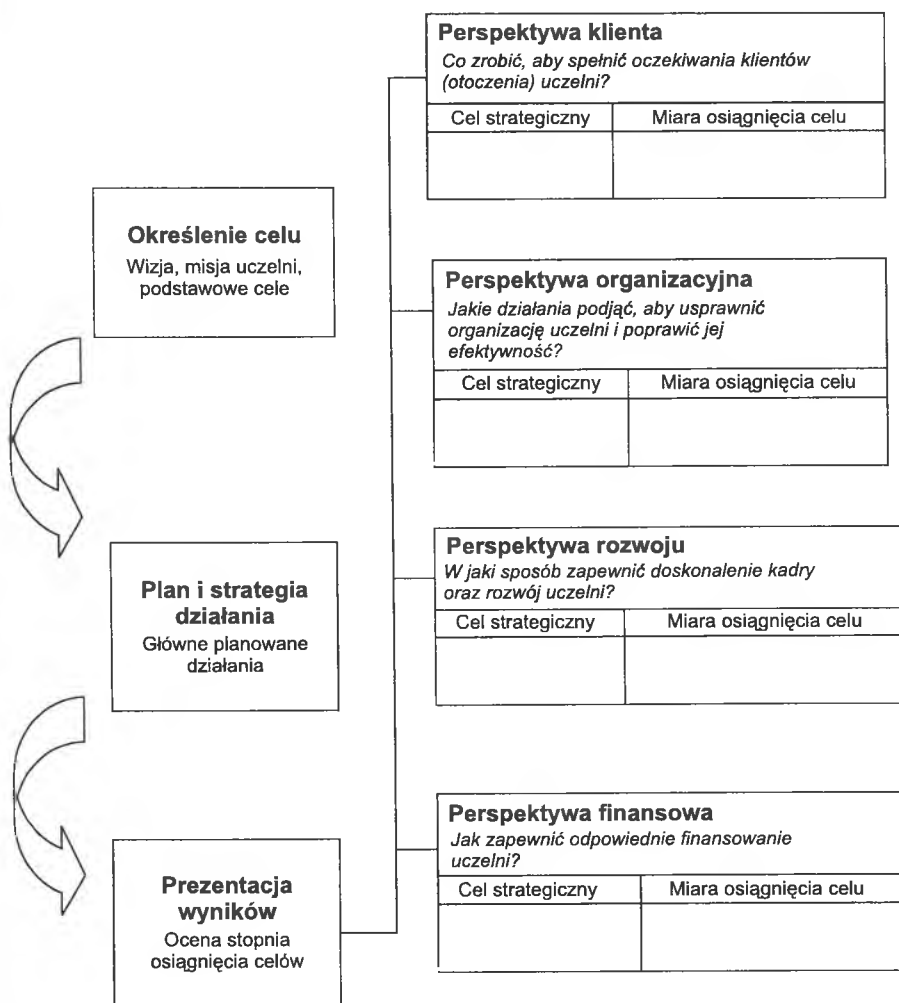 Określenie celu
Wizja, misja uczelni,
podstawowe cele
Plan i strategia
działania
Główne planowane
działania
Prezentacja
wyników
Ocena stopnia
osiągnięcia celów
Perspektywa klienta
Co zrobić, aby spełnić oczekiwania klientów
(otoczenia) uczelni?
Cel strategiczny Miara osiągnięcia celu
Perspektywa organizacyjna
Jakie działania podjąć, aby usprawnić
organizację uczelni i poprawić jej
efektywność?
Cel strategiczny Miara osiągnięcia celu
Perspektywa rozwoju
W jaki sposób zapewnić doskonalenie kadry
oraz rozwój uczelni?
Cel strategiczny Miara osiągnięcia celu
Perspektywa finansowa
Jak zapewnić odpowiednie finansowanie
uczelni?
Cel strategiczny Miara osiągnięcia celu